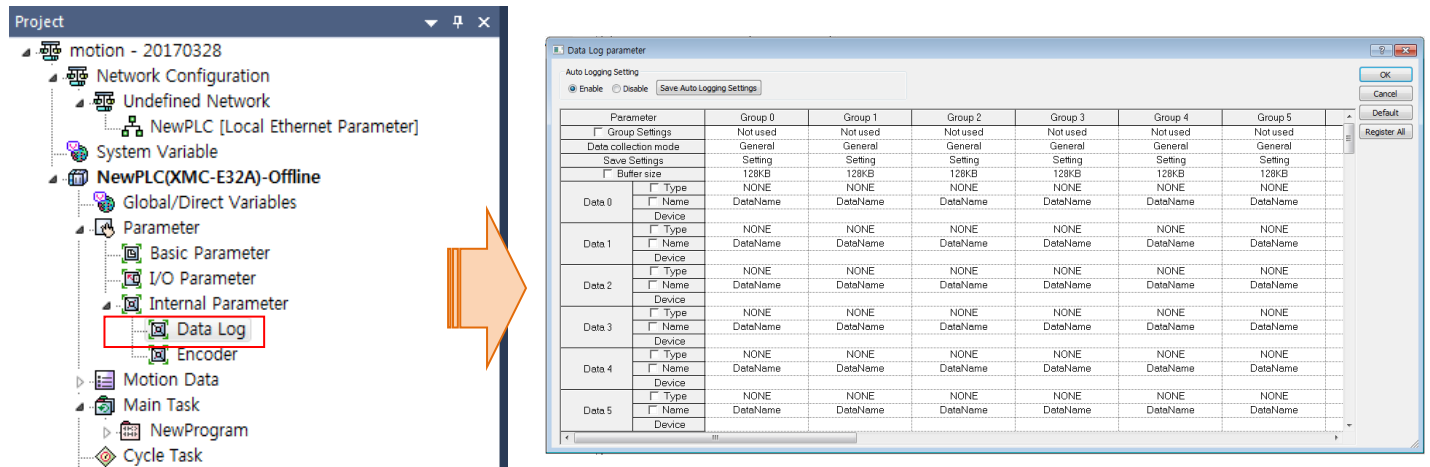 Project
motion - 20170328
Network Configuration
Undefined Network
NewPLC [Local Ethernet Parameter]
System Variable
NewPLC(XMC-E32A)-Offline
Global/Direct Variables
Parameter
Basic Parameter
I/O Parameter
Internal Parameter
Data Log
Encoder
Motion Data
Main Task
NewProgram
Cycle Task
Data Log parameter
Auto Logging Setting
Enable Disable Save Auto Logging Settings
OK
Cancel
Default
Register All
Parameter Group 0 Group 1 Group 2 Group 3 Group 4 Group 5
Group Settings Not used Not used Not used Not used Not used Not used
Data collection mode General General General General General General
Save Settings Setting Setting Setting Setting Setting Setting
Buffer size 128KB 128KB 128KB 128KB 128KB 128KB
Type NONE NONE NONE NONE NONE NONE
Data 0 Name DataName DataName DataName DataName DataName DataName
Device
Type NONE NONE NONE NONE NONE NONE
Data 1 Name DataName DataName DataName DataName DataName DataName
Device
Type NONE NONE NONE NONE NONE NONE
Data 2 Name DataName DataName DataName DataName DataName DataName
Device
Type NONE NONE NONE NONE NONE NONE
Data 3 Name DataName DataName DataName DataName DataName DataName
Device
Type NONE NONE NONE NONE NONE NONE
Data 4 Name DataName DataName DataName DataName DataName DataName
Device
Type NONE NONE NONE NONE NONE NONE
Data 5 Name DataName DataName DataName DataName DataName DataName
Device